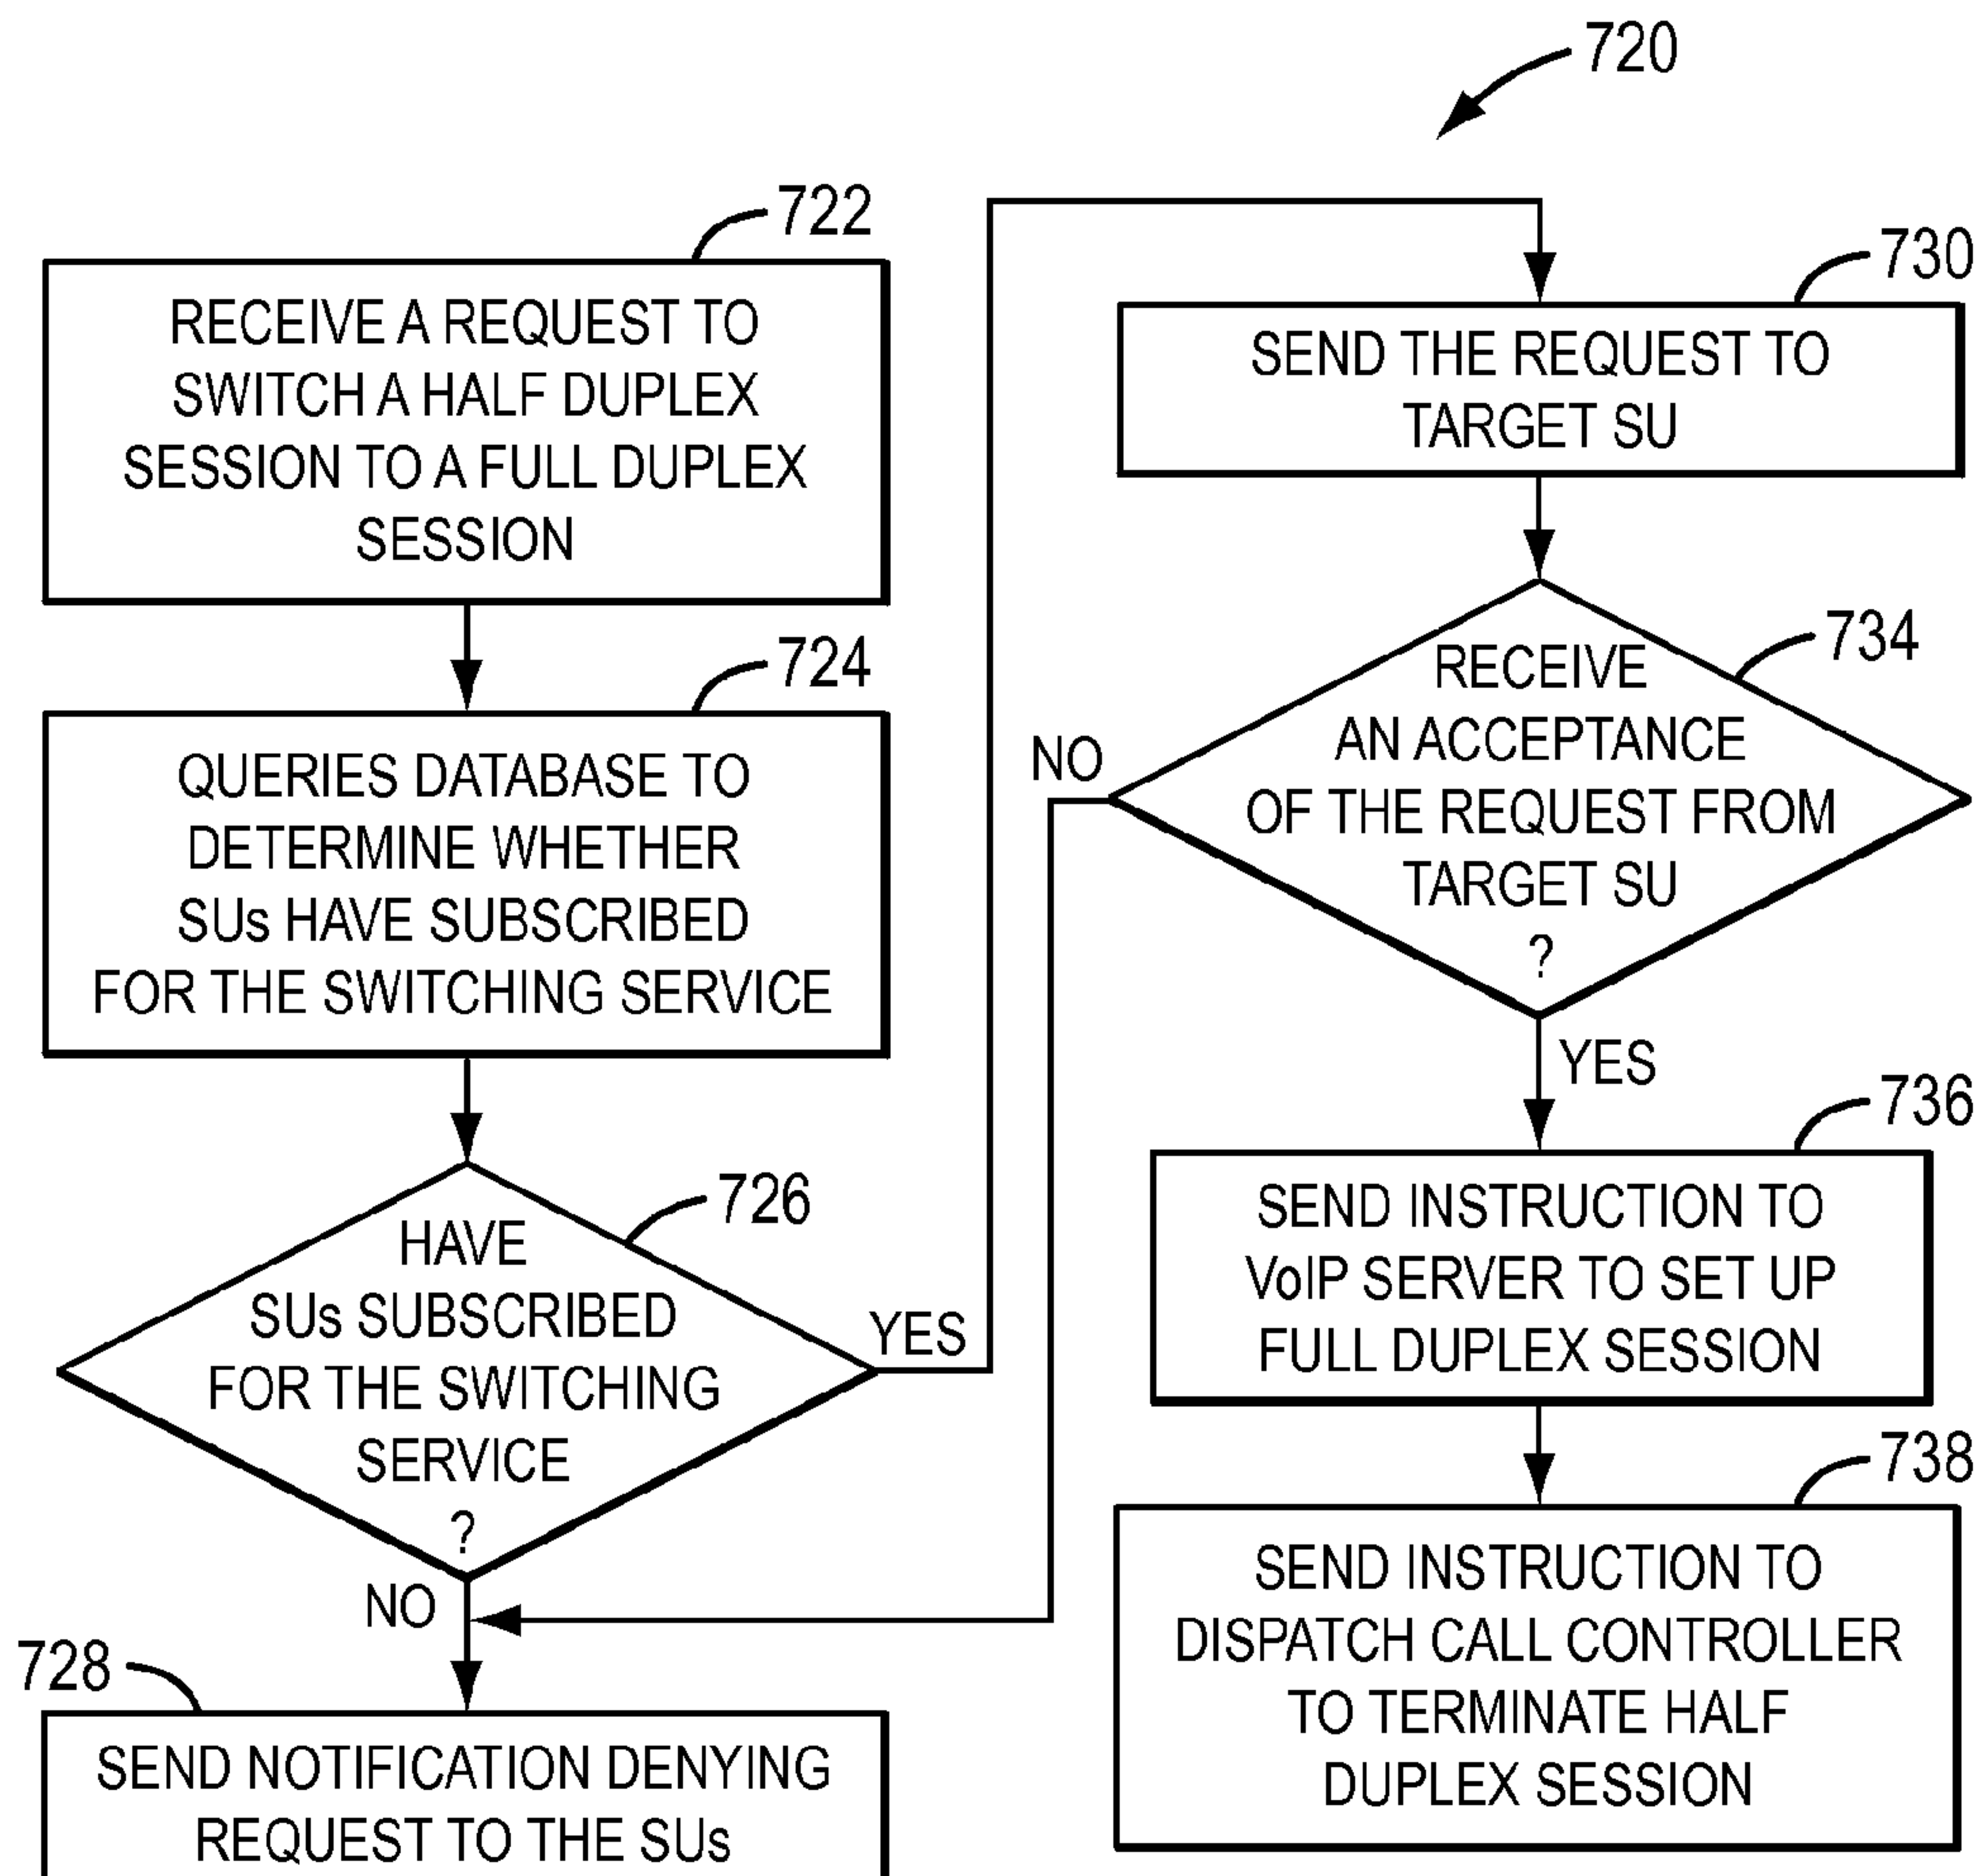 720
722
RECEIVE A REQUEST TO
SWITCH A HALF DUPLEX
SESSION TO A FULL DUPLEX
SESSION
724
QUERIES DATABASE TO
DETERMINE WHETHER
SUs HAVE SUBSCRIBED
FOR THE SWITCHING SERVICE
726
HAVE
SUs SUBSCRIBED
FOR THE SWITCHING
SERVICE
?
YES
NO
728
SEND NOTIFICATION DENYING
REQUEST TO THE SUs
730
SEND THE REQUEST TO
TARGET SU
734
RECEIVE
AN ACCEPTANCE
OF THE REQUEST FROM
TARGET SU
?
NO
YES
736
SEND INSTRUCTION TO
VoIP SERVER TO SET UP
FULL DUPLEX SESSION
738
SEND INSTRUCTION TO
DISPATCH CALL CONTROLLER
TO TERMINATE HALF
DUPLEX SESSION